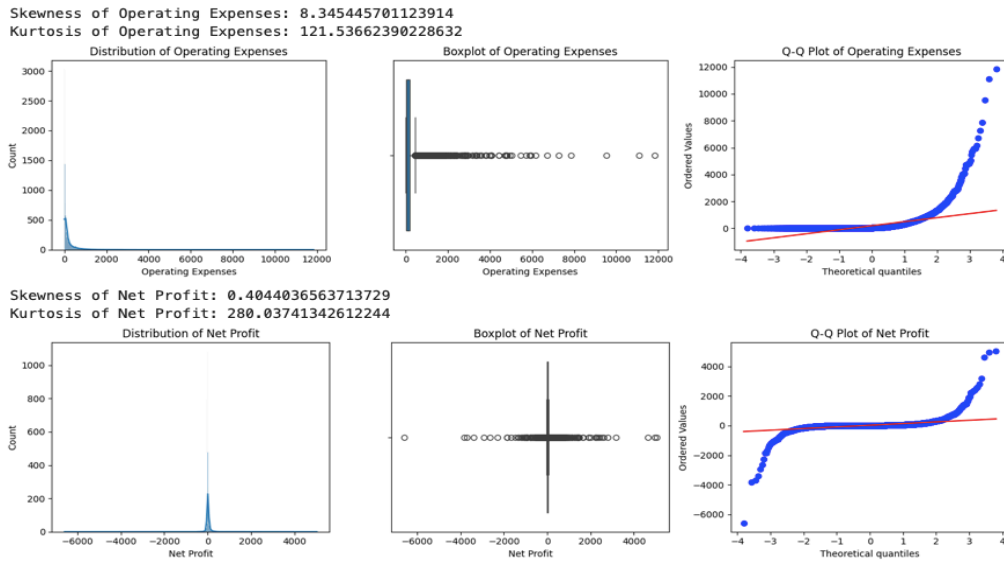 Skewness of Operating Expenses: 8.345445701123914
Kurtosis of Operating Expenses: 121.53662390228632
Distribution of Operating Expenses
Boxplot of Operating Expenses
Q-Q Plot of Operating Expenses
Count
3000
2500
2000
1500
1000
500
0
0 2000 4000 6000 8000 10000 12000
Operating Expenses
0 2000 4000 6000 8000 10000 12000
Operating Expenses
Ordered Values
12000
10000
8000
6000
4000
2000
0
−4 −3 −2 −1 0 1 2 3 4
Theoretical quantiles
Skewness of Net Profit: 0.4044036563713729
Kurtosis of Net Profit: 280.03741342612244
Distribution of Net Profit
Boxplot of Net Profit
Q-Q Plot of Net Profit
Count
1000
800
600
400
200
0
−6000 −4000 −2000 0 2000 4000
Net Profit
−6000 −4000 −2000 0 2000 4000
Net Profit
Ordered Values
4000
2000
0
−2000
−4000
−6000
−4 −3 −2 −1 0 1 2 3 4
Theoretical quantiles